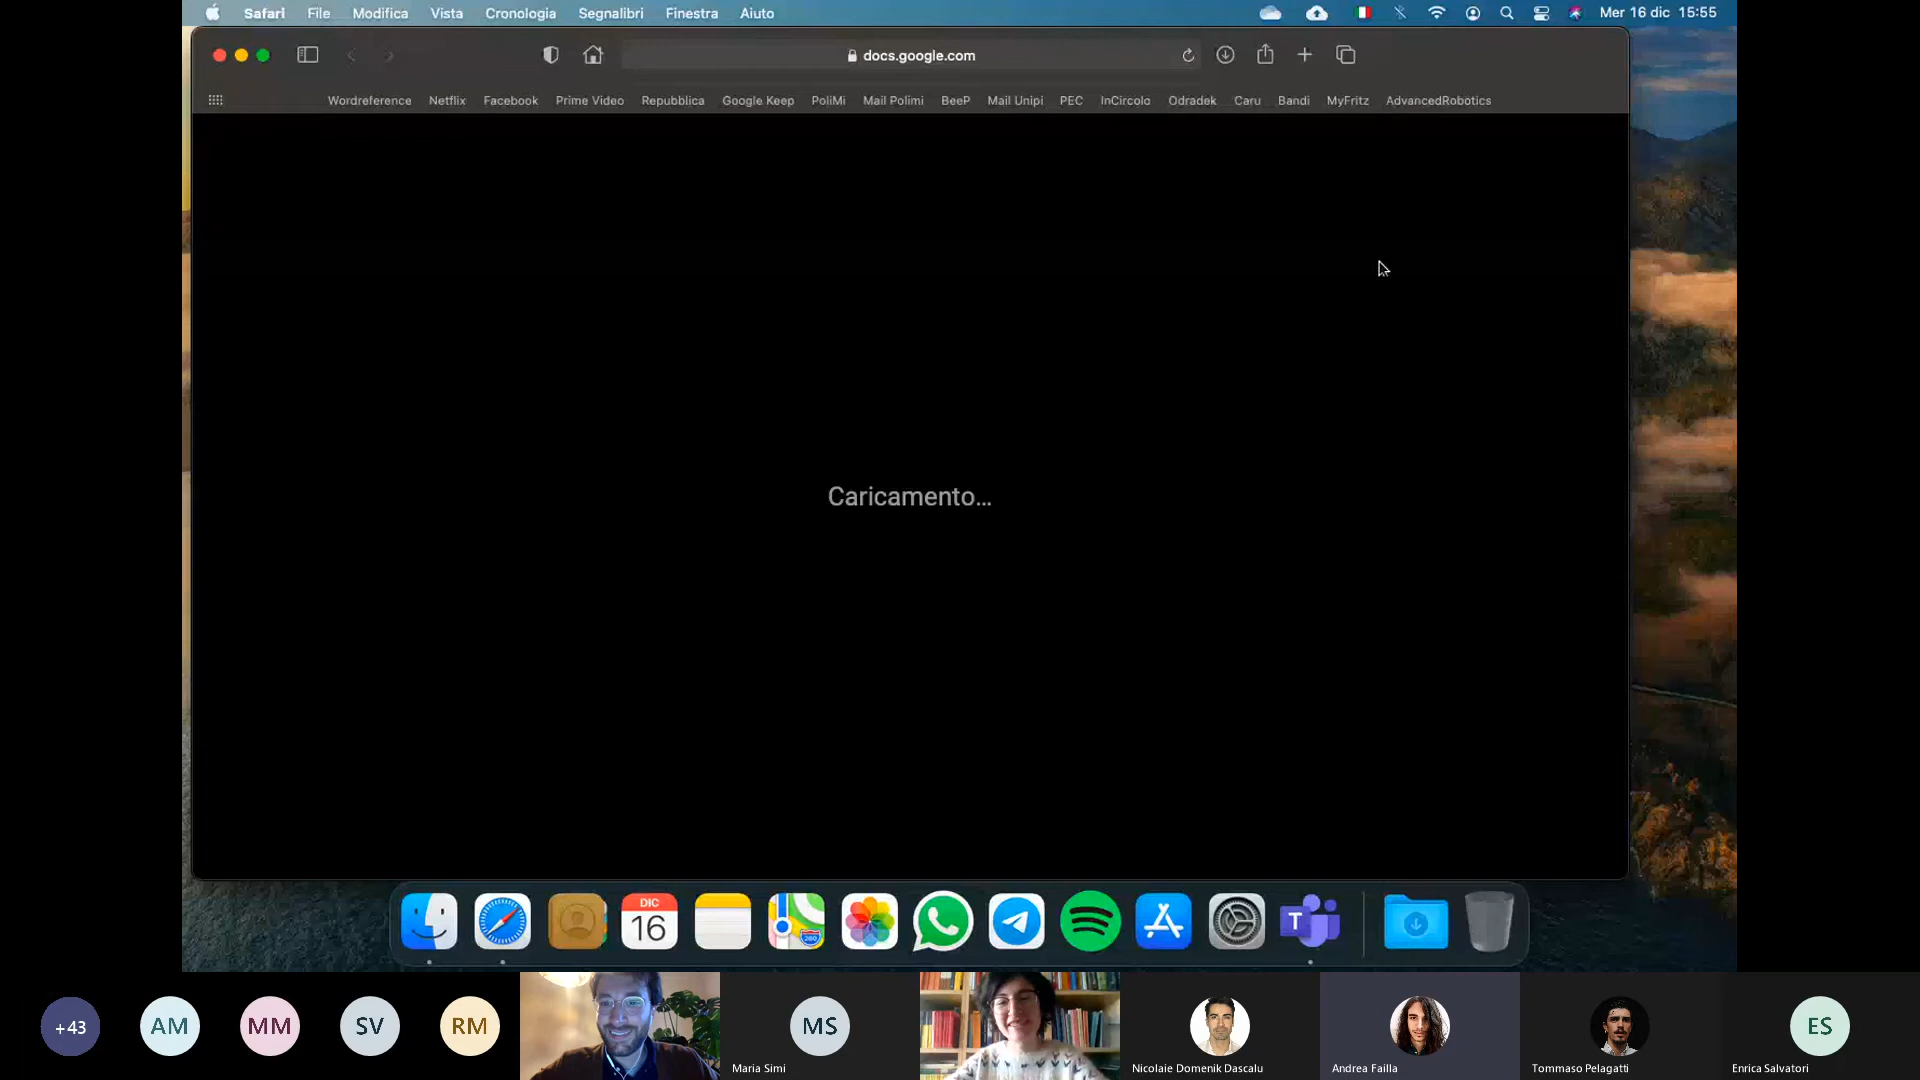 Safari File Modifica Vista Cronologia Segnalibri Finestra Aiuto Mer 16 dic 15:55
docs.google.com
Wordreference Netflix Facebook Prime Video Repubblica Google Keep PoliMi Mail Polimi BeeP Mail Unipi PEC InCircolo Odradek Caru Bandi MyFritz AdvancedRobotics
Caricamento...
DIC
16
280
T
+43 AM MM SV RM MS ES
Maria Simi Nicolaie Domenik Dascalu Andrea Failla Tommaso Pelagatti Enrica Salvatori